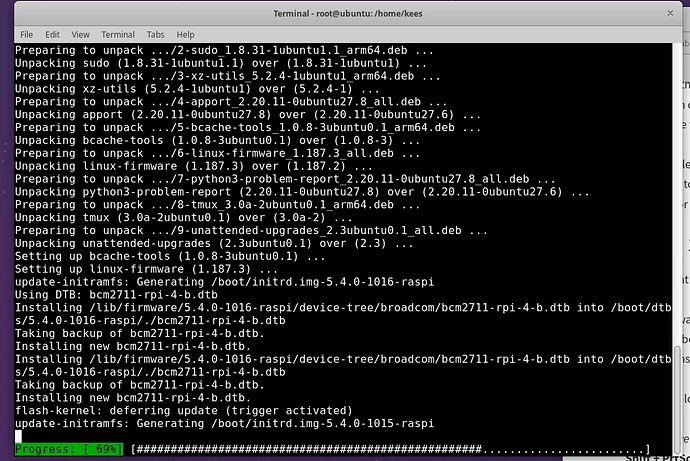 Terminal - root@ubuntu: /home/kees
File Edit View Terminal Tabs Help
Preparing to unpack .../2-sudo_1.8.31-1ubuntu1.1_arm64.deb ...
Unpacking sudo (1.8.31-1ubuntu1.1) over (1.8.31-1ubuntu1) ...
Preparing to unpack .../3-xz-utils_5.2.4-1ubuntu1_arm64.deb ...
Unpacking xz-utils (5.2.4-1ubuntu1) over (5.2.4-1) ...
Preparing to unpack .../4-apport_2.20.11-0ubuntu27.8_all.deb ...
Unpacking apport (2.20.11-0ubuntu27.8) over (2.20.11-0ubuntu27.6) ...
Preparing to unpack .../5-bcache-tools_1.0.8-3ubuntu0.1_arm64.deb ...
Unpacking bcache-tools (1.0.8-3ubuntu0.1) over (1.0.8-3) ...
Preparing to unpack .../6-linux-firmware_1.187.3_all.deb ...
Unpacking linux-firmware (1.187.3) over (1.187.2) ...
Preparing to unpack .../7-python3-problem-report_2.20.11-0ubuntu27.8_all.deb ...
Unpacking python3-problem-report (2.20.11-0ubuntu27.8) over (2.20.11-0ubuntu27.6) ...
Preparing to unpack .../8-tmux_3.0a-2ubuntu0.1_arm64.deb ...
Unpacking tmux (3.0a-2ubuntu0.1) over (3.0a-2) ...
Preparing to unpack .../9-unattended-upgrades_2.3ubuntu0.1_all.deb ...
Unpacking unattended-upgrades (2.3ubuntu0.1) over (2.3) ...
Setting up bcache-tools (1.0.8-3ubuntu0.1) ...
Setting up linux-firmware (1.187.3) ...
update-initramfs: Generating /boot/initrd.img-5.4.0-1016-raspi
Using DTB: bcm2711-rpi-4-b.dtb
Installing /lib/firmware/5.4.0-1016-raspi/device-tree/broadcom/bcm2711-rpi-4-b.dtb into /boot/dtb
s/5.4.0-1016-raspi/./bcm2711-rpi-4-b.dtb
Taking backup of bcm2711-rpi-4-b.dtb.
Installing new bcm2711-rpi-4-b.dtb.
Installing /lib/firmware/5.4.0-1016-raspi/device-tree/broadcom/bcm2711-rpi-4-b.dtb into /boot/dtb
s/5.4.0-1016-raspi/./bcm2711-rpi-4-b.dtb
Taking backup of bcm2711-rpi-4-b.dtb.
Installing new bcm2711-rpi-4-b.dtb.
flash-kernel: deferring update (trigger activated)
update-initramfs: Generating /boot/initrd.img-5.4.0-1015-raspi
Progress: [ 69%] [####################################################........................]